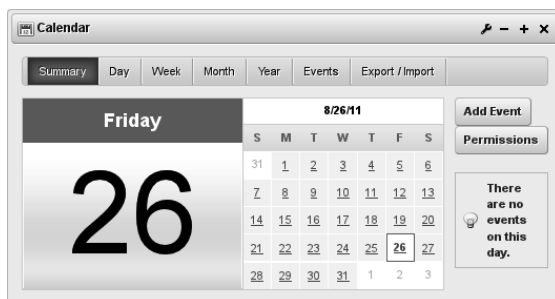 Calendar
Summary Day Week Month Year Events Export / Import
Friday
26
8/26/11
S M T W T F S
31 1 2 3 4 5 6
7 8 9 10 11 12 13
14 15 16 17 18 19 20
21 22 23 24 25 26 27
28 29 30 31 1 2 3
Add Event
Permissions
There
are no
events
on this
day.